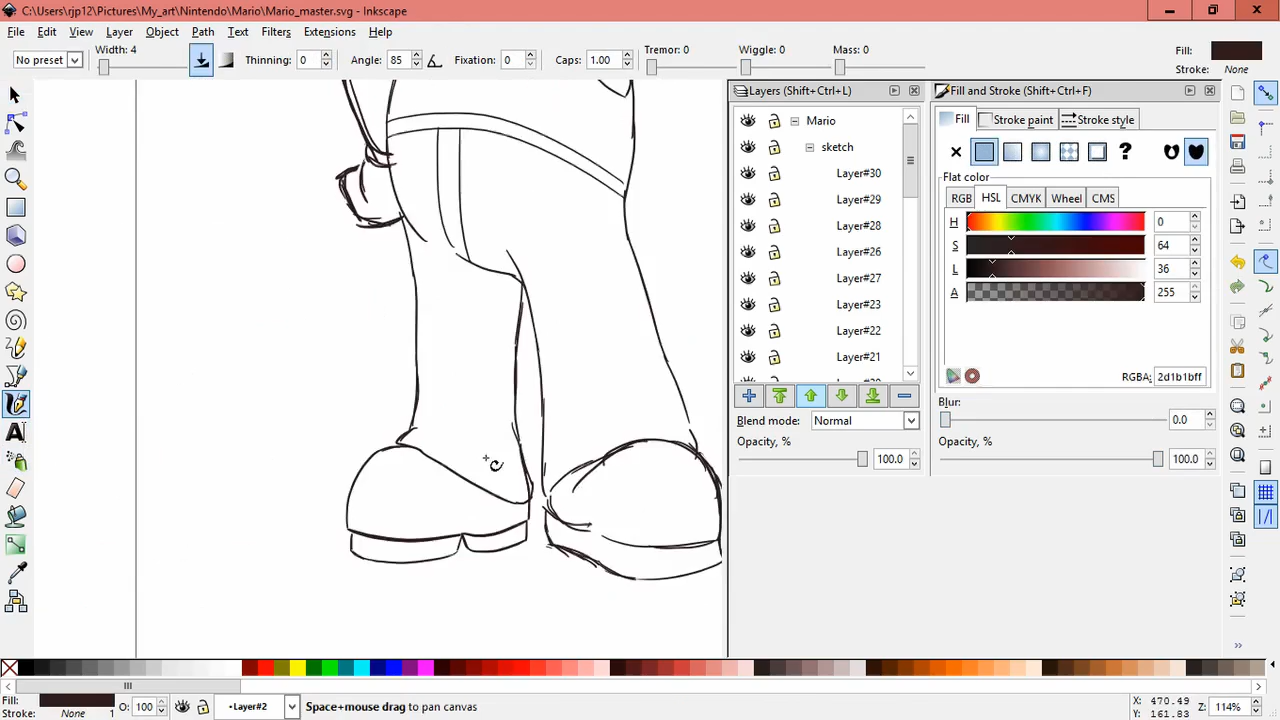 C:\Users\rjp12\Pictures\My_art\Nintendo\Mario\Mario_master.svg - Inkscape
File Edit View Layer Object Path Filters Text Extensions Help
No preset Width: 4 Thinning: 0 Angle: 85 Fixation: 0 Caps: 1.00 Tremor: 0 Wiggle: 0 Mass: 0 Fill: Stroke: None
Layers (Shift+Ctrl+L)
Mario
sketch
Layer#30
Layer#29
Layer#28
Layer#26
Layer#27
Layer#23
Layer#22
Layer#21
Blend mode: Normal
Opacity, % 100.0
Fill and Stroke (Shift+Ctrl+F)
Fill Stroke paint Stroke style
?
Flat color
RGB HSL CMYK Wheel CMS
H 0
S 64
L 36
A 255
RGBA: 2d1b1bff
Blur: 0.0
Opacity, % 100.0
Fill: Stroke: None 1 O: 100 •Layer#2 Space+mouse drag to pan canvas X: 470.49 Y: 161.83 Z: 114%